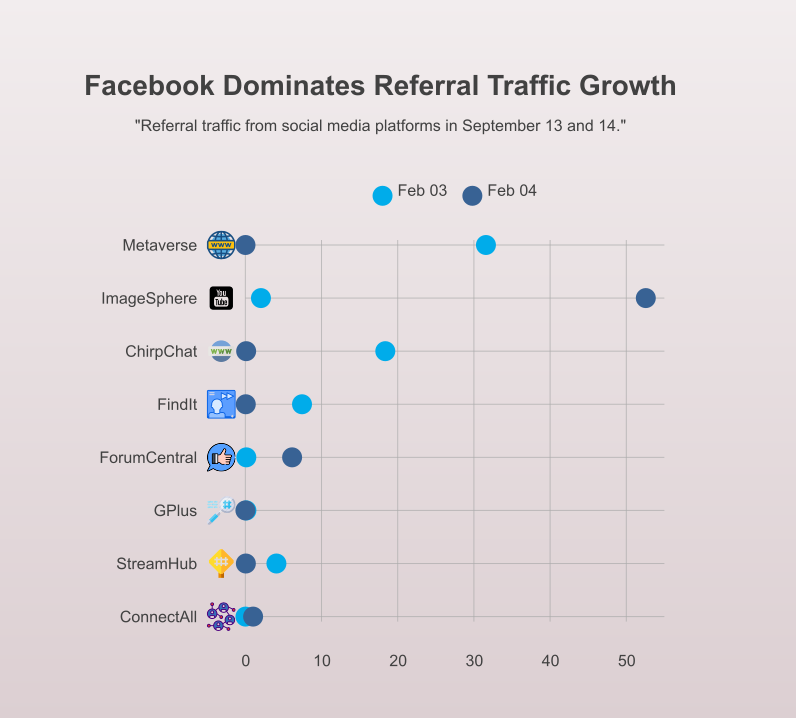 Facebook Dominates Referral Traffic Growth
"Referral traffic from social media platforms in September 13 and 14."
Feb 03 Feb 04
Metaverse WWW
ImageSphere You Tube
ChirpChat WWW
FindIt
ForumCentral
GPlus
StreamHub
ConnectAll
0 10 20 30 40 50